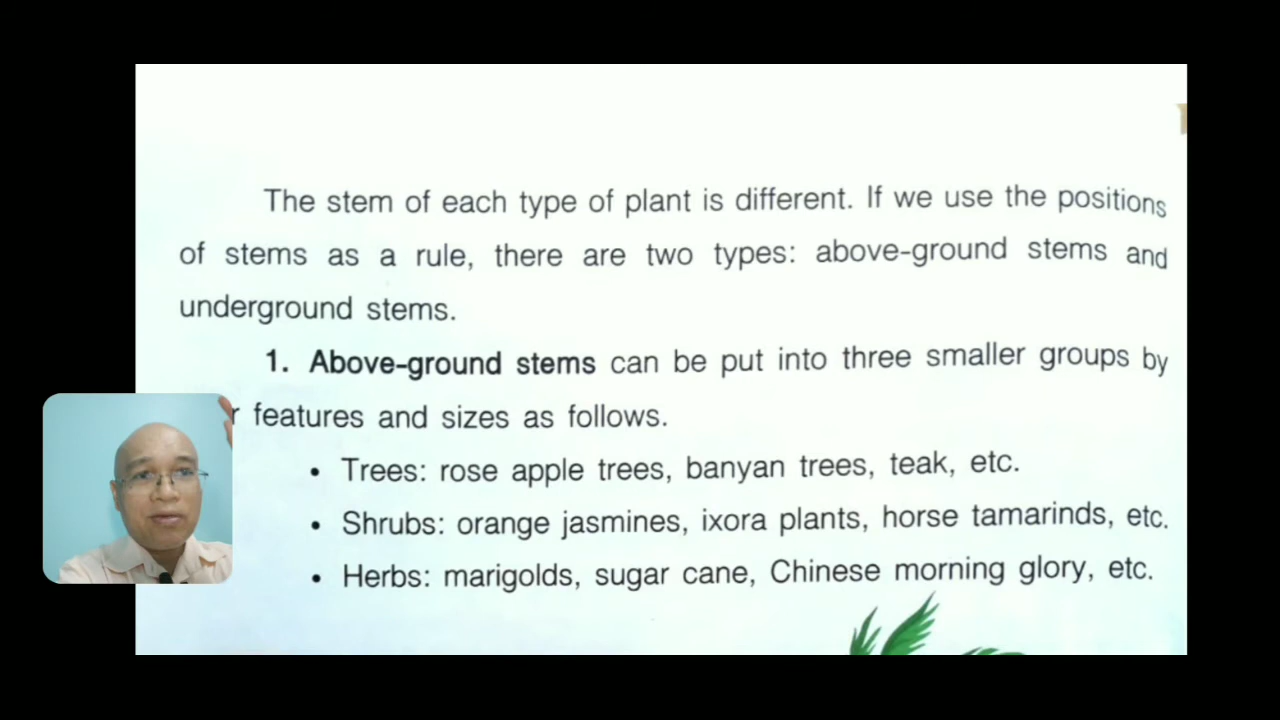 The stem of each type of plant is different. If we use the positions
of stems as a rule, there are two types: above-ground stems and
underground stems.
1. Above-ground stems can be put into three smaller groups by
features and sizes as follows.
• Trees: rose apple trees, banyan trees, teak, etc.
• Shrubs: orange jasmines, ixora plants, horse tamarinds, etc.
• Herbs: marigolds, sugar cane, Chinese morning glory, etc.